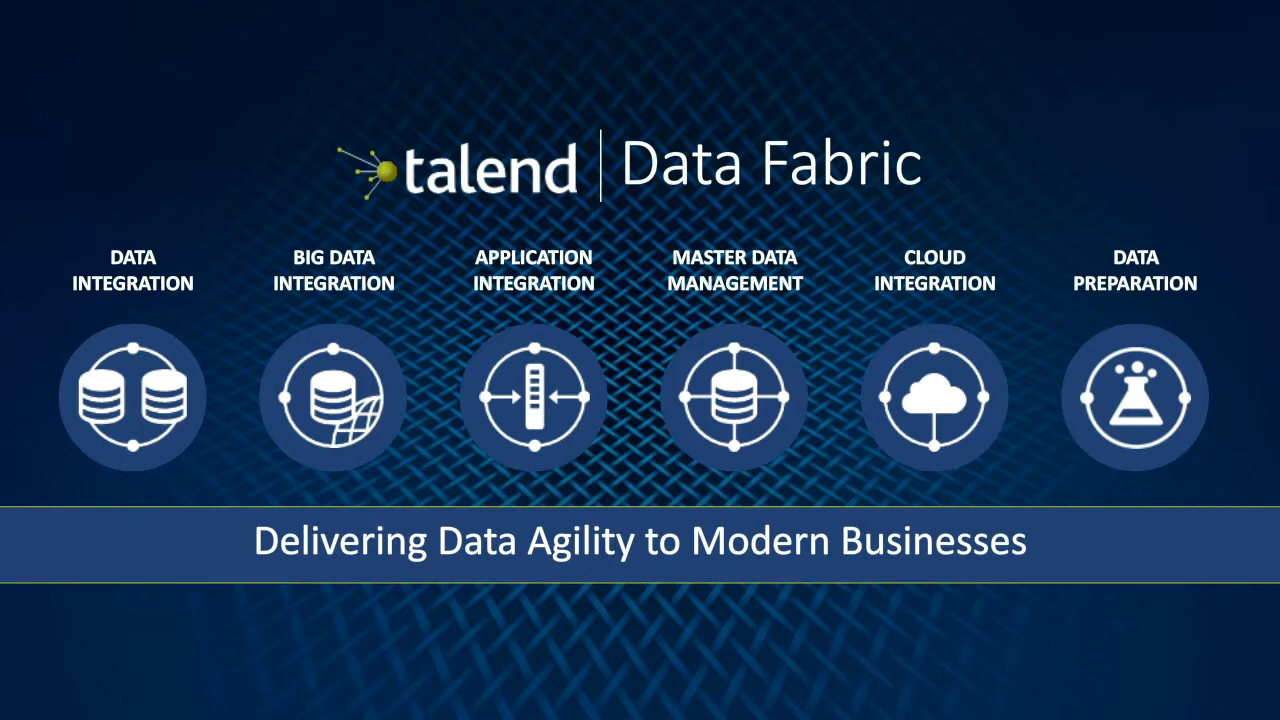 talend | Data Fabric
DATA
INTEGRATION
BIG DATA
INTEGRATION
APPLICATION
INTEGRATION
MASTER DATA
MANAGEMENT
CLOUD
INTEGRATION
DATA
PREPARATION
Delivering Data Agility to Modern Businesses